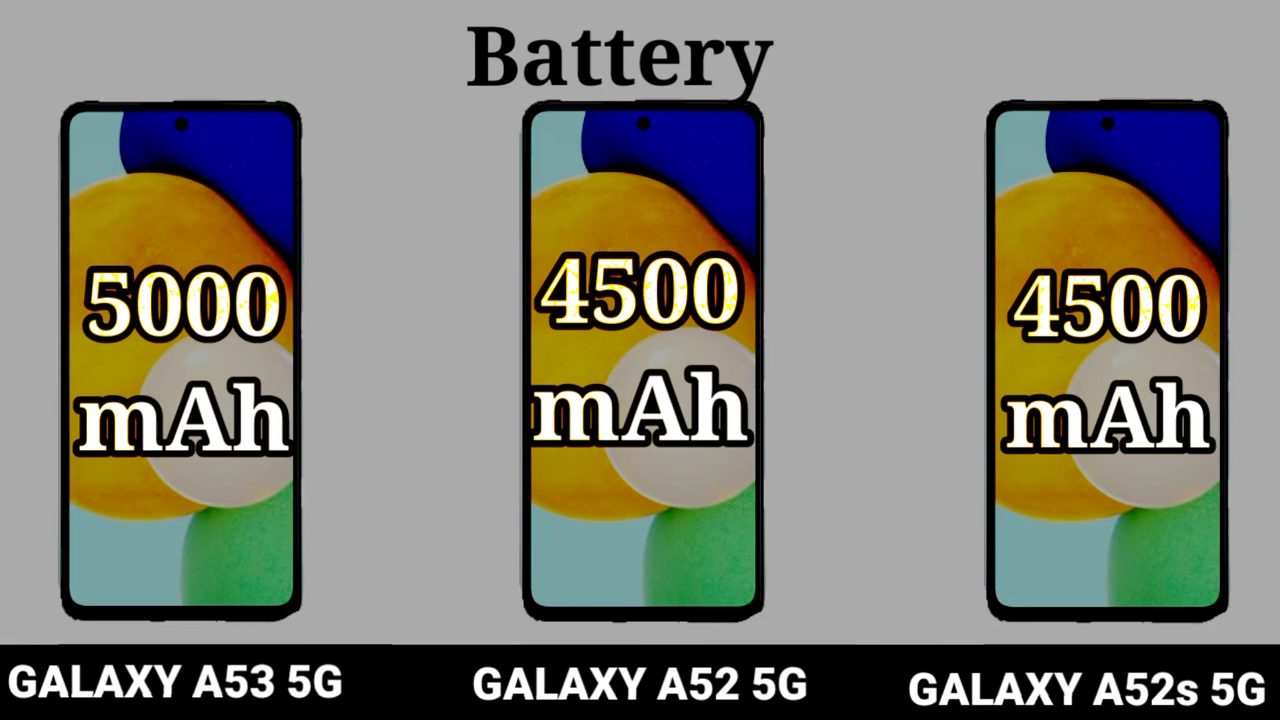 Battery
5000
mAh
4500
mAh
4500
mAh
GALAXY A53 5G
GALAXY A52 5G
GALAXY A52s 5G